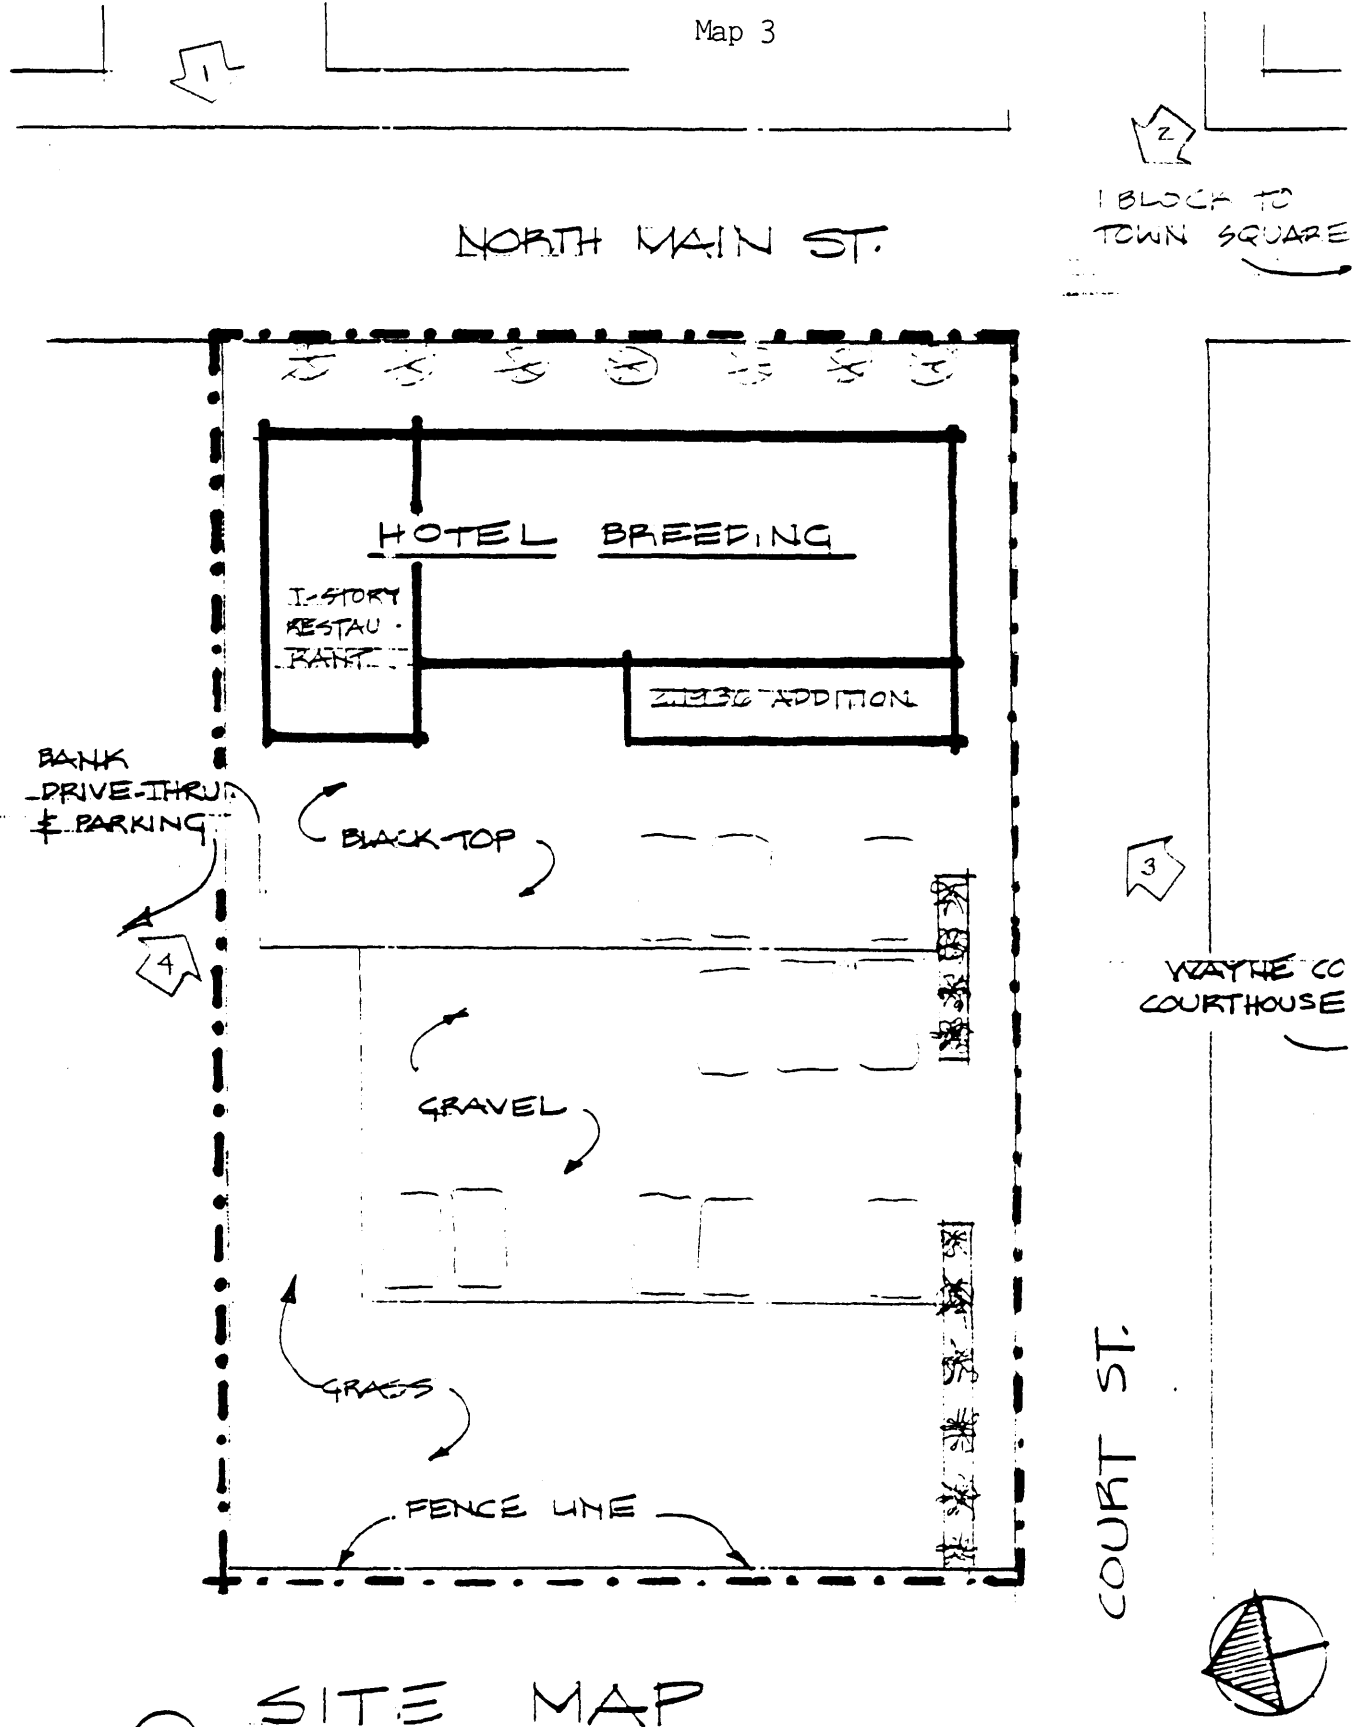 Map 3
1
2
1 BLOCK TO
TOWN SQUARE
NORTH MAIN ST.
HOTEL BREEDING
1-STORY
RESTAU-
RANT
ADDITION
BANK
DRIVE-THRU
& PARKING
BLACK-TOP
3
4
WAYNE CO
COURTHOUSE
GRAVEL
GRASS
FENCE LINE
COURT ST.
SITE MAP